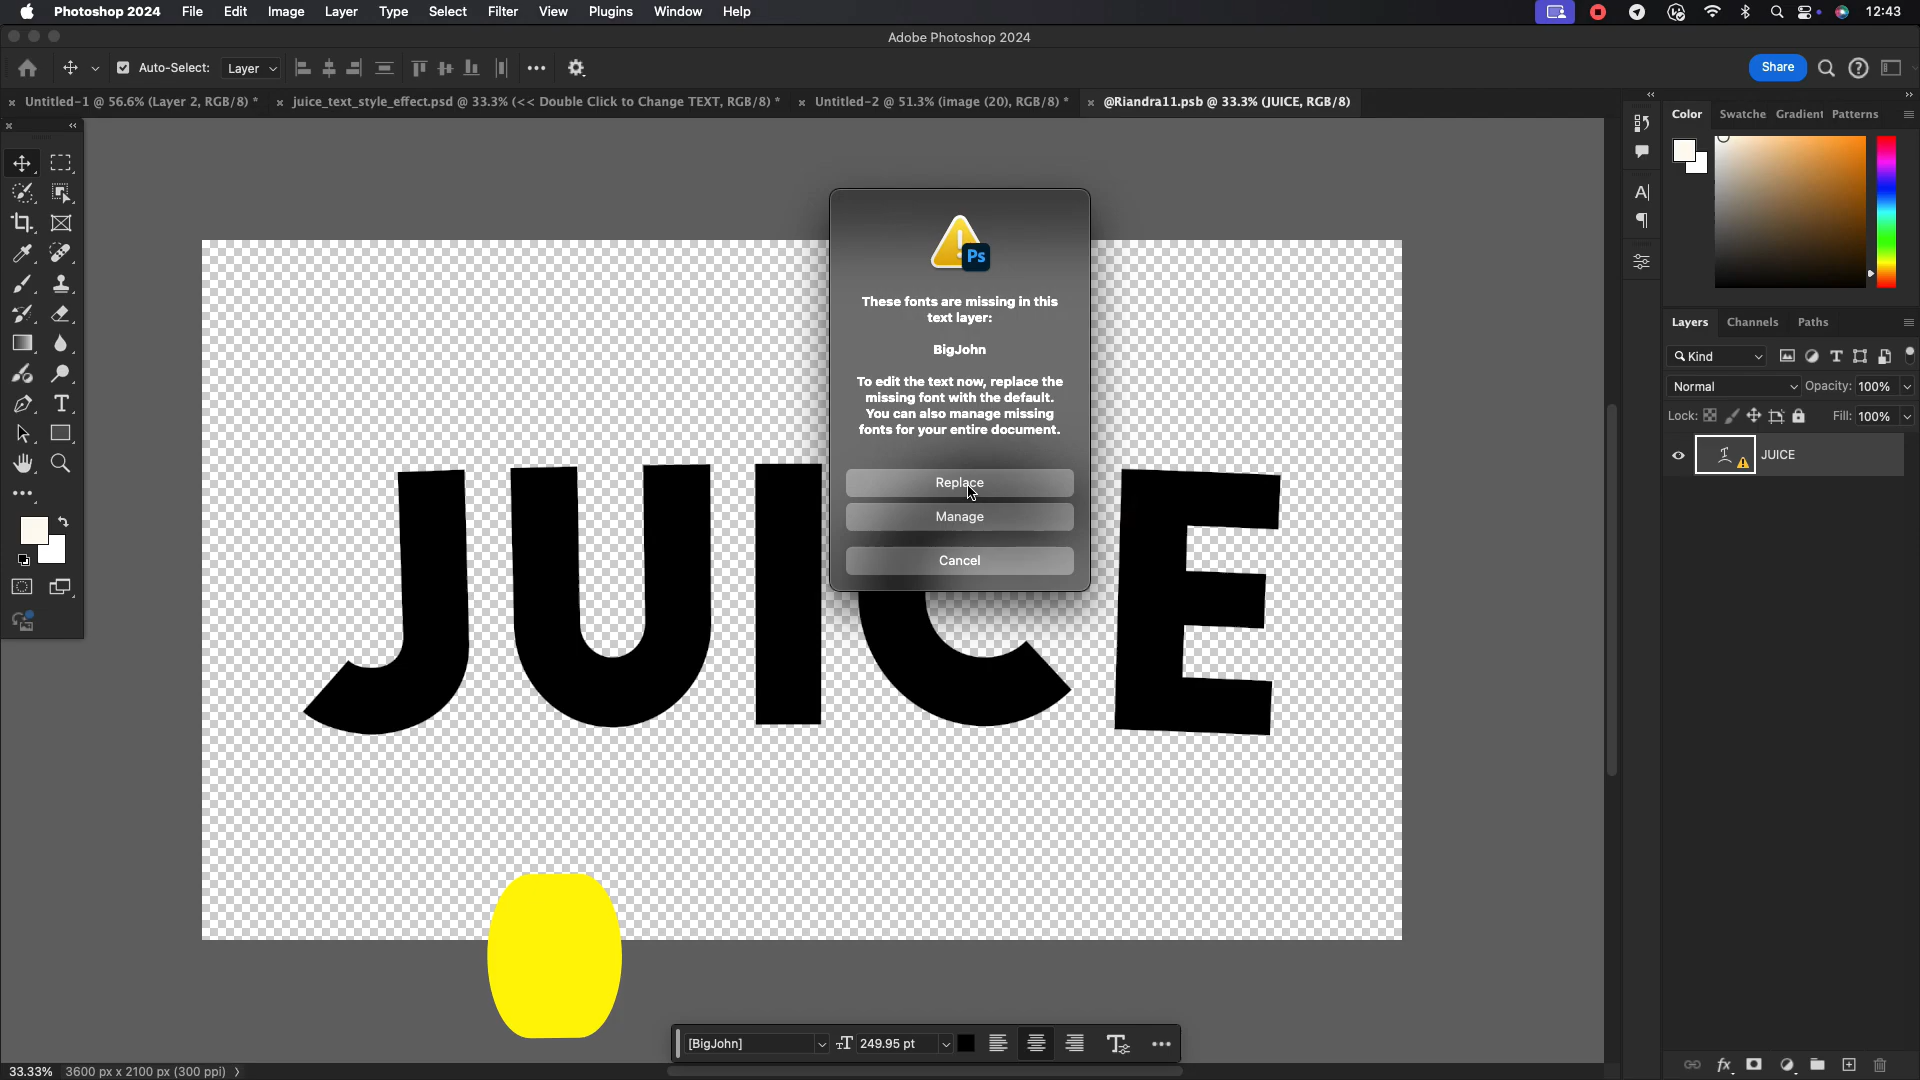 Photoshop 2024 File Edit Image Layer Type Select Filter View Plugins Window Help 12:43
Adobe Photoshop 2024
Auto-Select: Layer Share
Untitled-1 @ 56.6% (Layer 2, RGB/8) * juice_text_style_effect.psd @ 33.3% (<< Double Click to Change TEXT, RGB/8) * Untitled-2 @ 51.3% (image (20), RGB/8) * @Riandra11.psb @ 33.3% (JUICE, RGB/8)
Color Swatche Gradient Patterns
These fonts are missing in this
text layer:
BigJohn
To edit the text now, replace the
missing font with the default.
You can also manage missing
fonts for your entire document.
Replace
Manage
Cancel
Ps
JUICE
Layers Channels Paths
Kind
Normal Opacity: 100%
Lock: Fill: 100%
JUICE
[BigJohn] 249.95 pt
33.33% 3600 px x 2100 px (300 ppi)